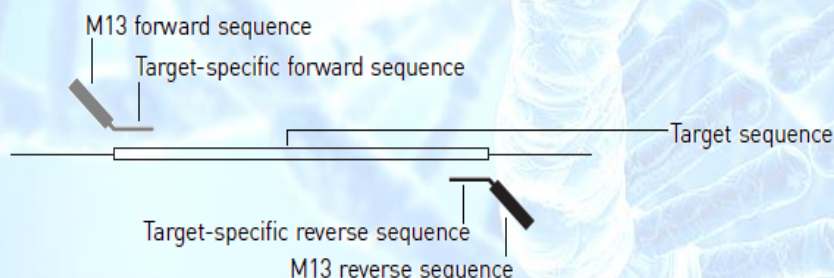 M13 forward sequence
Target-specific forward sequence
Target sequence
Target-specific reverse sequence
M13 reverse sequence